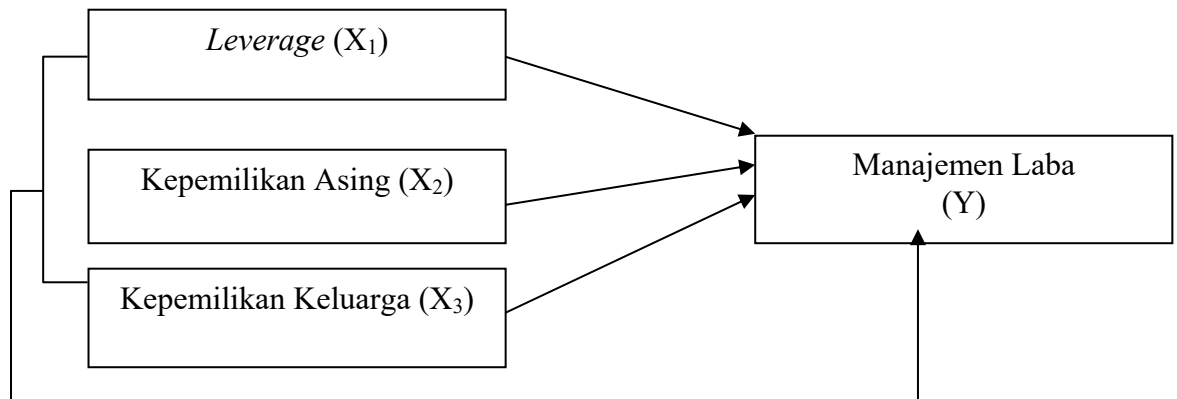 Leverage (X₁)
Kepemilikan Asing (X₂)
Kepemilikan Keluarga (X₃)
Manajemen Laba
(Y)